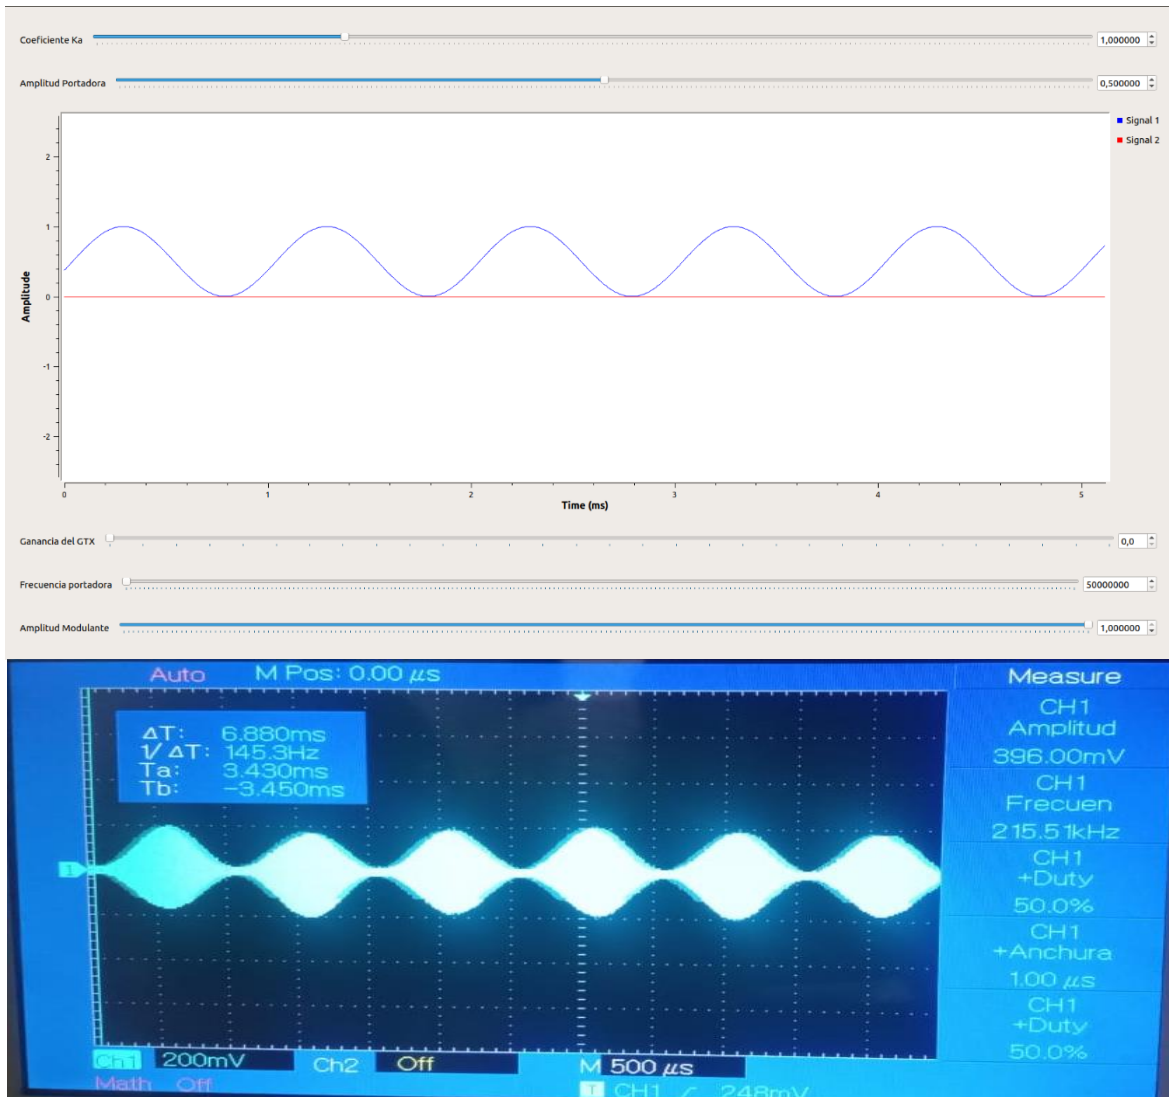 Coeficiente Ka 1,000000
Amplitud Portadora 0,500000
Signal 1
Signal 2
2
1
0
-1
-2
Amplitude
0 1 2 3 4 5
Time (ms)
Ganancia del GTX 0,0
Frecuencia portadora 50000000
Amplitud Modulante 1,000000
Auto M Pos: 0.00 μs
Measure
ΔT: 6.880ms
1/ΔT: 145.3Hz
Ta: 3.430ms
Tb: -3.450ms
1
CH1
Amplitud
396.00mV
CH1
Frecuen
215.51kHz
CH1
+Duty
50.0%
CH1
+Anchura
1.00 μs
CH1
+Duty
50.0%
Ch1 200mV Ch2 Off M 500 μs
Math Off T CH1 / 248mV